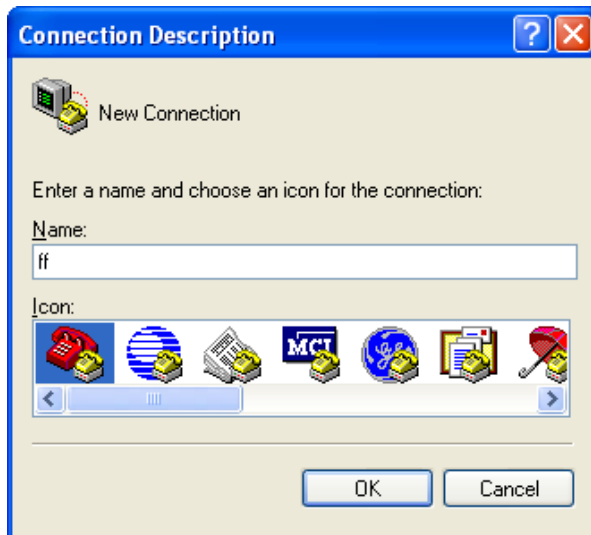 Connection Description
New Connection
Enter a name and choose an icon for the connection:
Name:
ff
Icon:
MCI
OK
Cancel